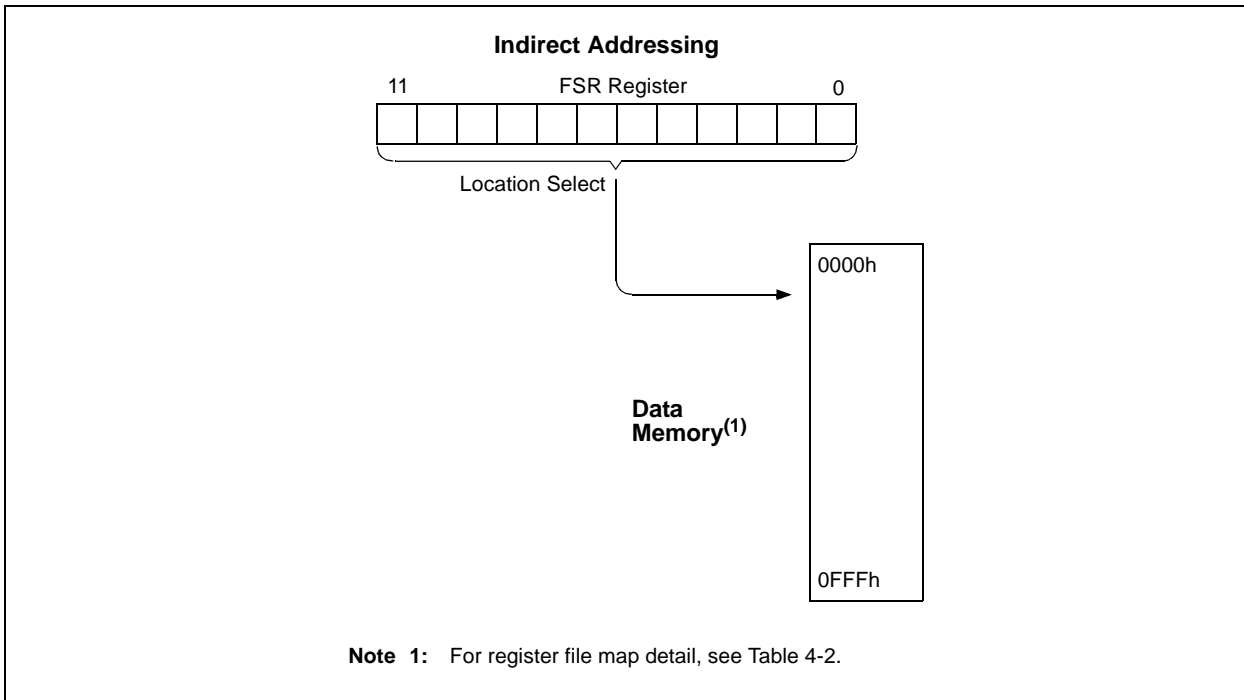 Indirect Addressing
11 FSR Register 0
Location Select
0000h
Data
Memory(1)
0FFFh
Note 1: For register file map detail, see Table 4-2.